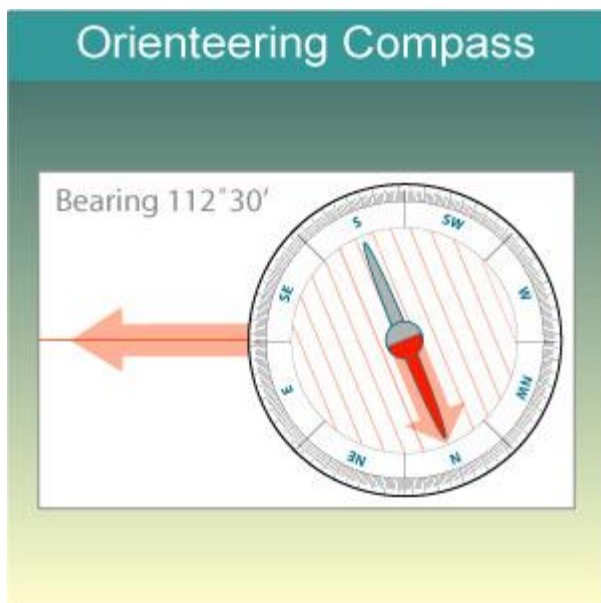 Orienteering Compass
Bearing 112°30'
S
SW
SE
W
E
NW
NE
N